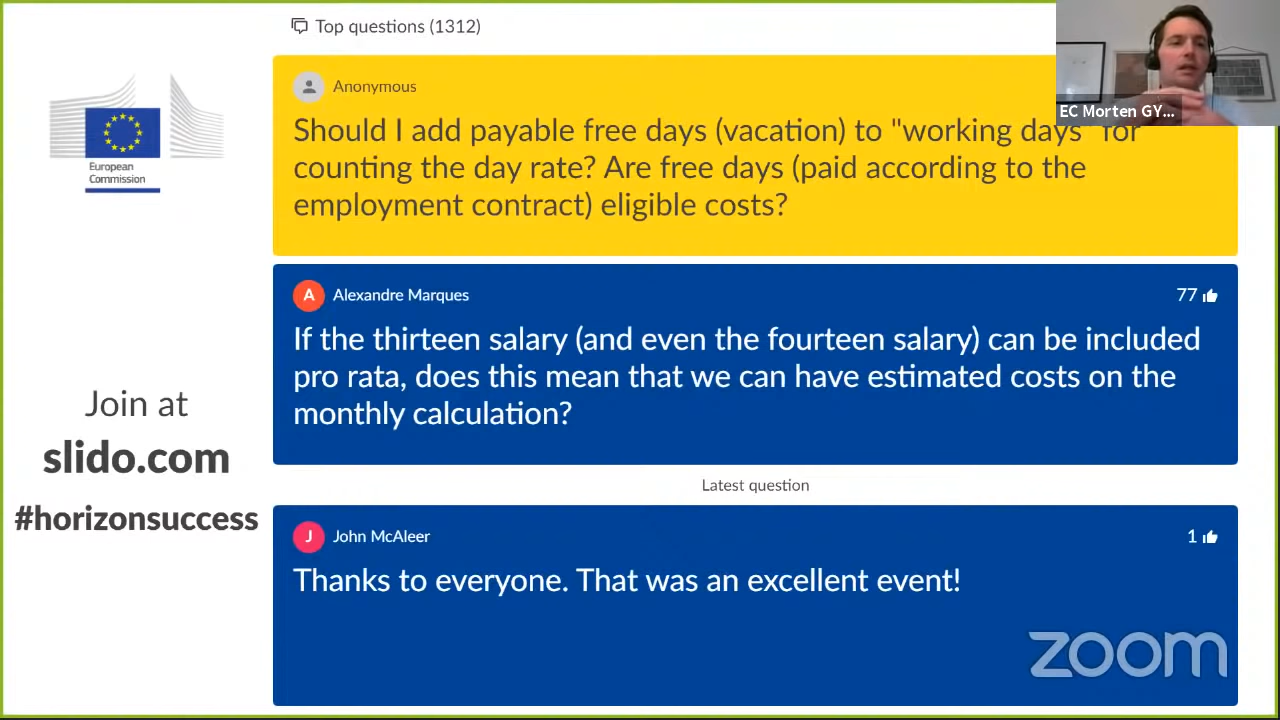 Top questions (1312)
Anonymous
Should I add payable free days (vacation) to "working days" for
counting the day rate? Are free days (paid according to the
employment contract) eligible costs?
EC Morten GY...
European
Commission
Alexandre Marques
77
A
If the thirteen salary (and even the fourteen salary) can be included
pro rata, does this mean that we can have estimated costs on the
monthly calculation?
Join at
slido.com
#horizonsuccess
Latest question
J
John McAleer
1
Thanks to everyone. That was an excellent event!
zoom